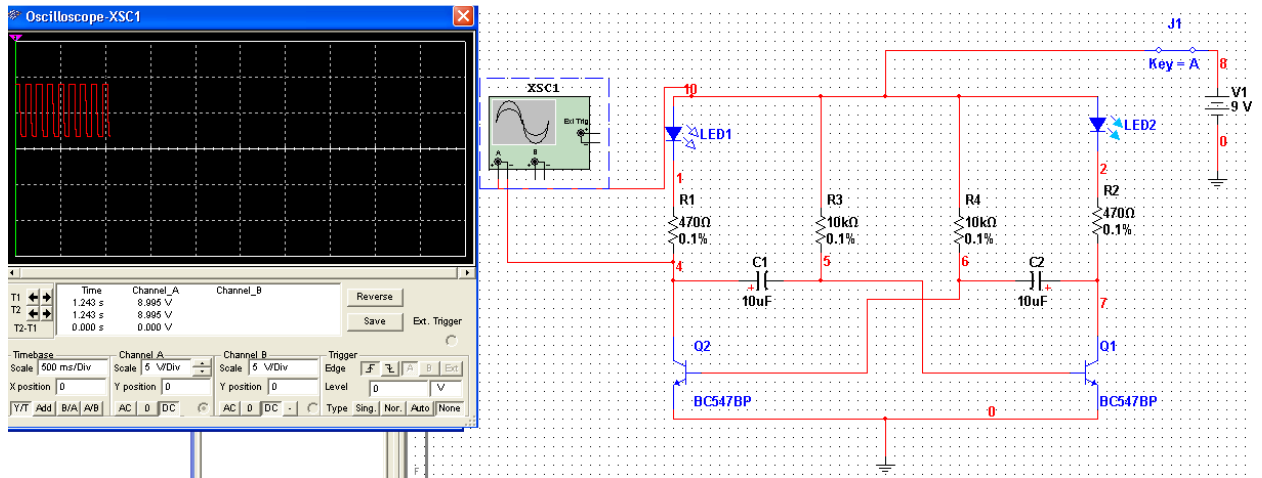 Oscilloscope-XSC1
Time Channel_A Channel_B
T1 1.243 s 8.995 V
T2 1.243 s 8.995 V
T2-T1 0.000 s 0.000 V
Reverse
Save
Ext. Trigger
Timebase
Scale 500 ms/Div
X position 0
Y/T Add B/A A/B
Channel A
Scale 5 V/Div
Y position 0
AC 0 DC
Channel B
Scale 5 V/Div
Y position 0
AC 0 DC -
Trigger
Edge A B Ext
Level 0 V
Type Sing. Nor. Auto None
XSC1
Ext Trig
A B
J1
Key = A
8
V1
9 V
0
10
LED1
LED2
1
2
R1
470Ω
0.1%
R3
10kΩ
0.1%
R4
10kΩ
0.1%
R2
470Ω
0.1%
4
5
6
7
C1
10uF
C2
10uF
Q2
BC547BP
Q1
BC547BP
0
F